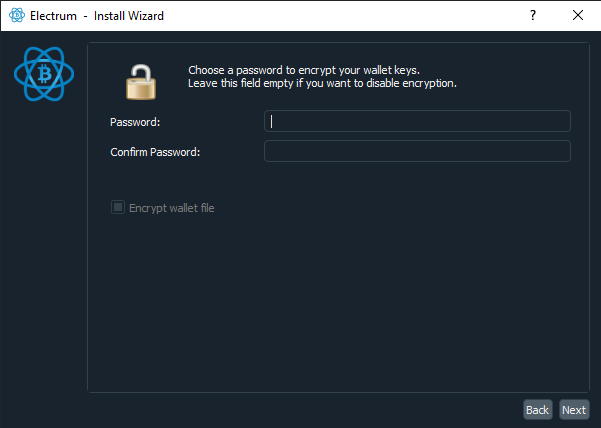 Electrum - Install Wizard
?
Choose a password to encrypt your wallet keys.
Leave this field empty if you want to disable encryption.
Password:
Confirm Password:
Encrypt wallet file
Back Next